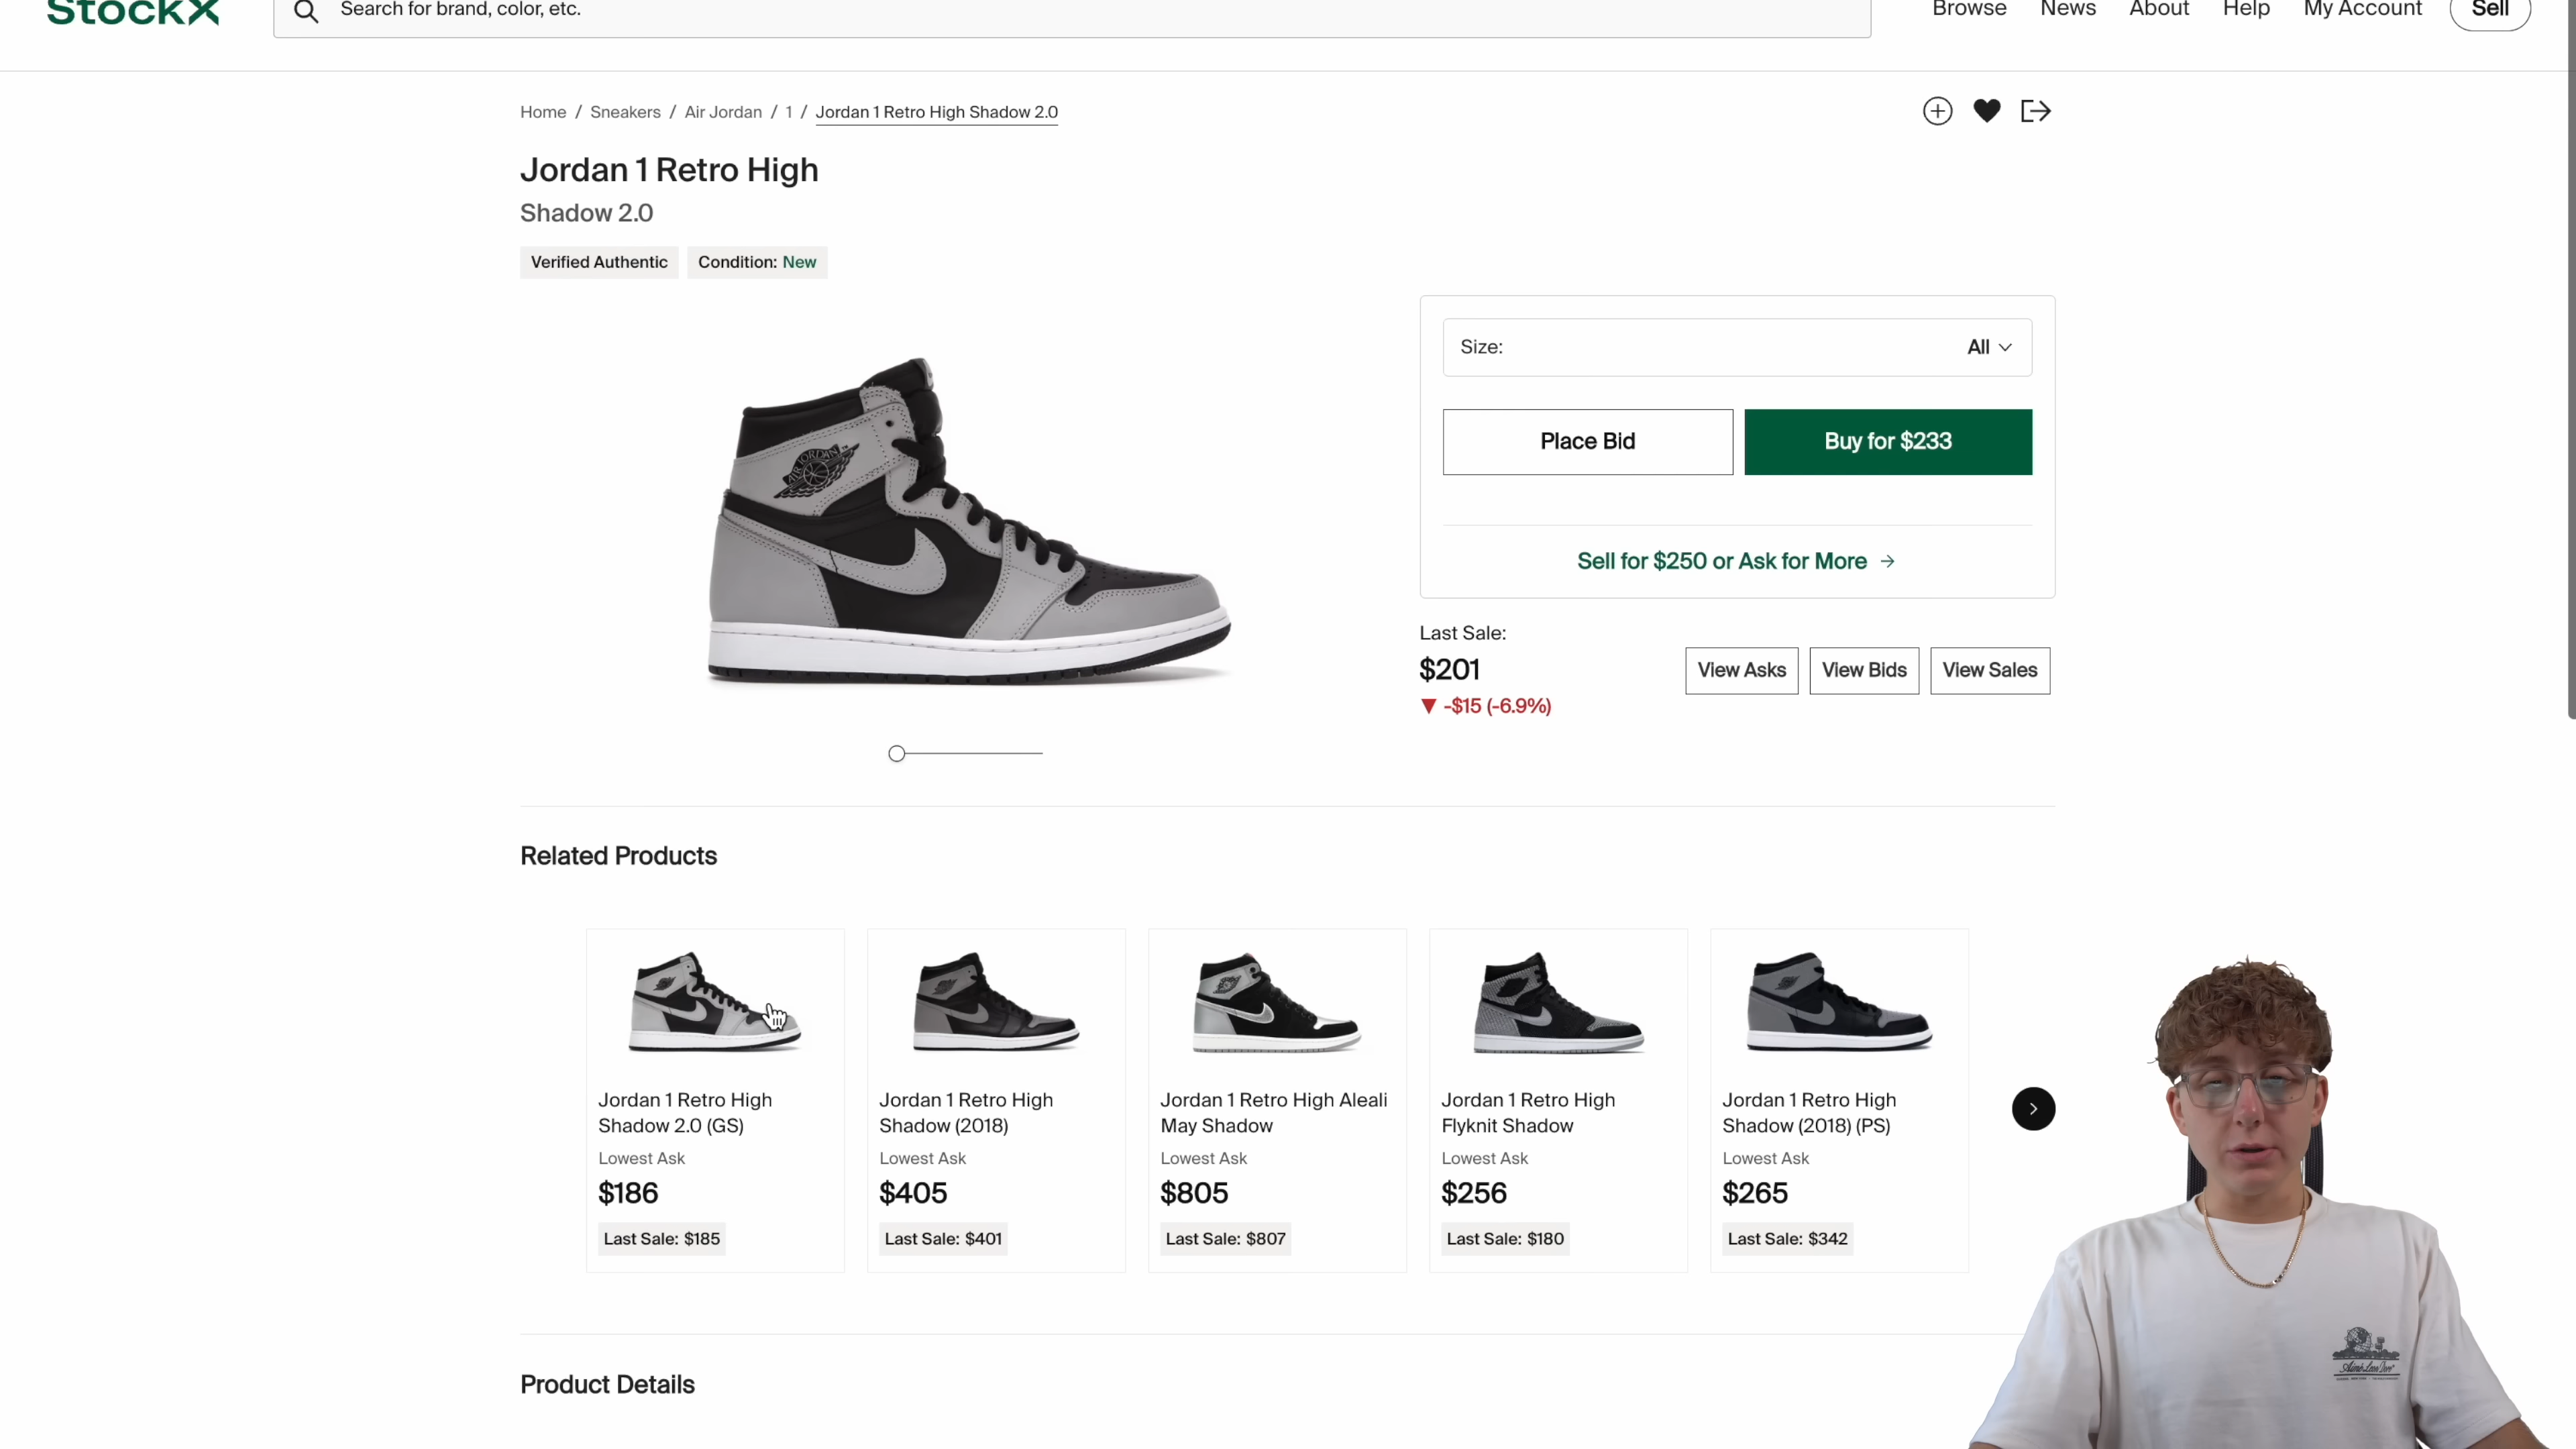 StockX
Search for brand, color, etc.
Browse News About Help My Account Sell
Home / Sneakers / Air Jordan / 1 / Jordan 1 Retro High Shadow 2.0
Jordan 1 Retro High
Shadow 2.0
Verified Authentic Condition: New
Size: All
Place Bid Buy for $233
Sell for $250 or Ask for More →
Last Sale:
$201
▼ -$15 (-6.9%)
View Asks View Bids View Sales
AIR JORDAN
Related Products
Jordan 1 Retro High
Shadow 2.0 (GS)
Lowest Ask
$186
Last Sale: $185
Jordan 1 Retro High
Shadow (2018)
Lowest Ask
$405
Last Sale: $401
Jordan 1 Retro High Aleali
May Shadow
Lowest Ask
$805
Last Sale: $807
Jordan 1 Retro High
Flyknit Shadow
Lowest Ask
$256
Last Sale: $180
Jordan 1 Retro High
Shadow (2018) (PS)
Lowest Ask
$265
Last Sale: $342
Product Details